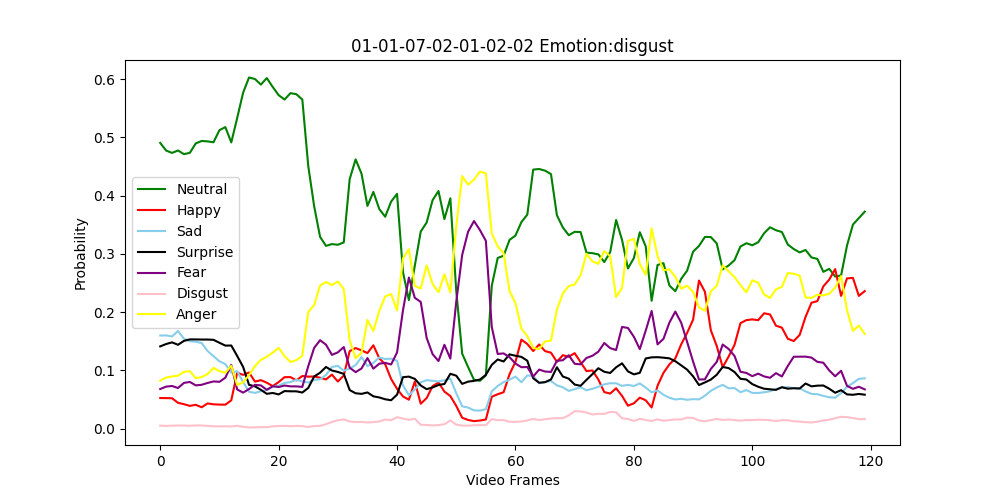 01-01-07-02-01-02-02 Emotion:disgust
0.6
0.5
0.4
0.3
0.2
0.1
0.0
Probability
Neutral
Happy
Sad
Surprise
Fear
Disgust
Anger
0 20 40 60 80 100 120
Video Frames